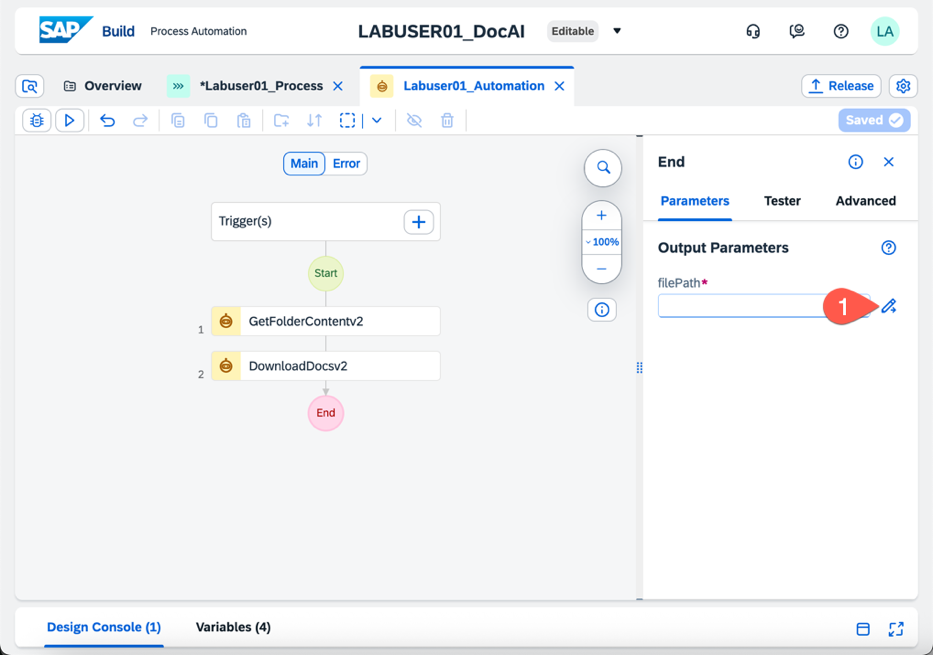 SAP Build Process Automation LABUSER01_DocAI Editable LA
Overview *Labuser01_Process Labuser01_Automation Release
Saved
Main Error
End
Parameters Tester Advanced
Trigger(s)
100%
Output Parameters
Start
filePath*
1
1 GetFolderContentv2
2 DownloadDocsv2
End
Design Console (1) Variables (4)